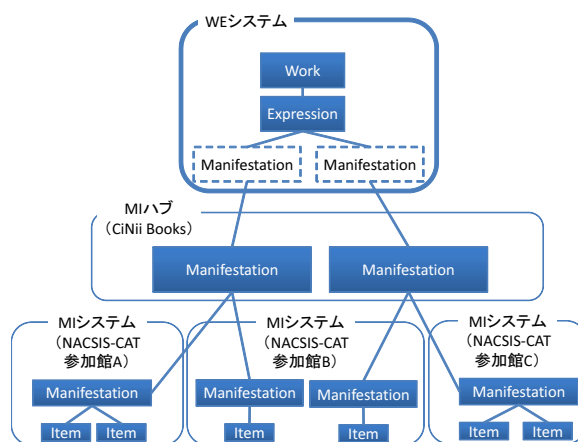 WEシステム
Work
Expression
Manifestation Manifestation
MIハブ
（CiNii Books）
Manifestation Manifestation
MIシステム
（NACSIS-CAT
参加館A）
Manifestation
Item Item
MIシステム
（NACSIS-CAT
参加館B）
Manifestation Manifestation
Item Item
MIシステム
（NACSIS-CAT
参加館C）
Manifestation
Item Item